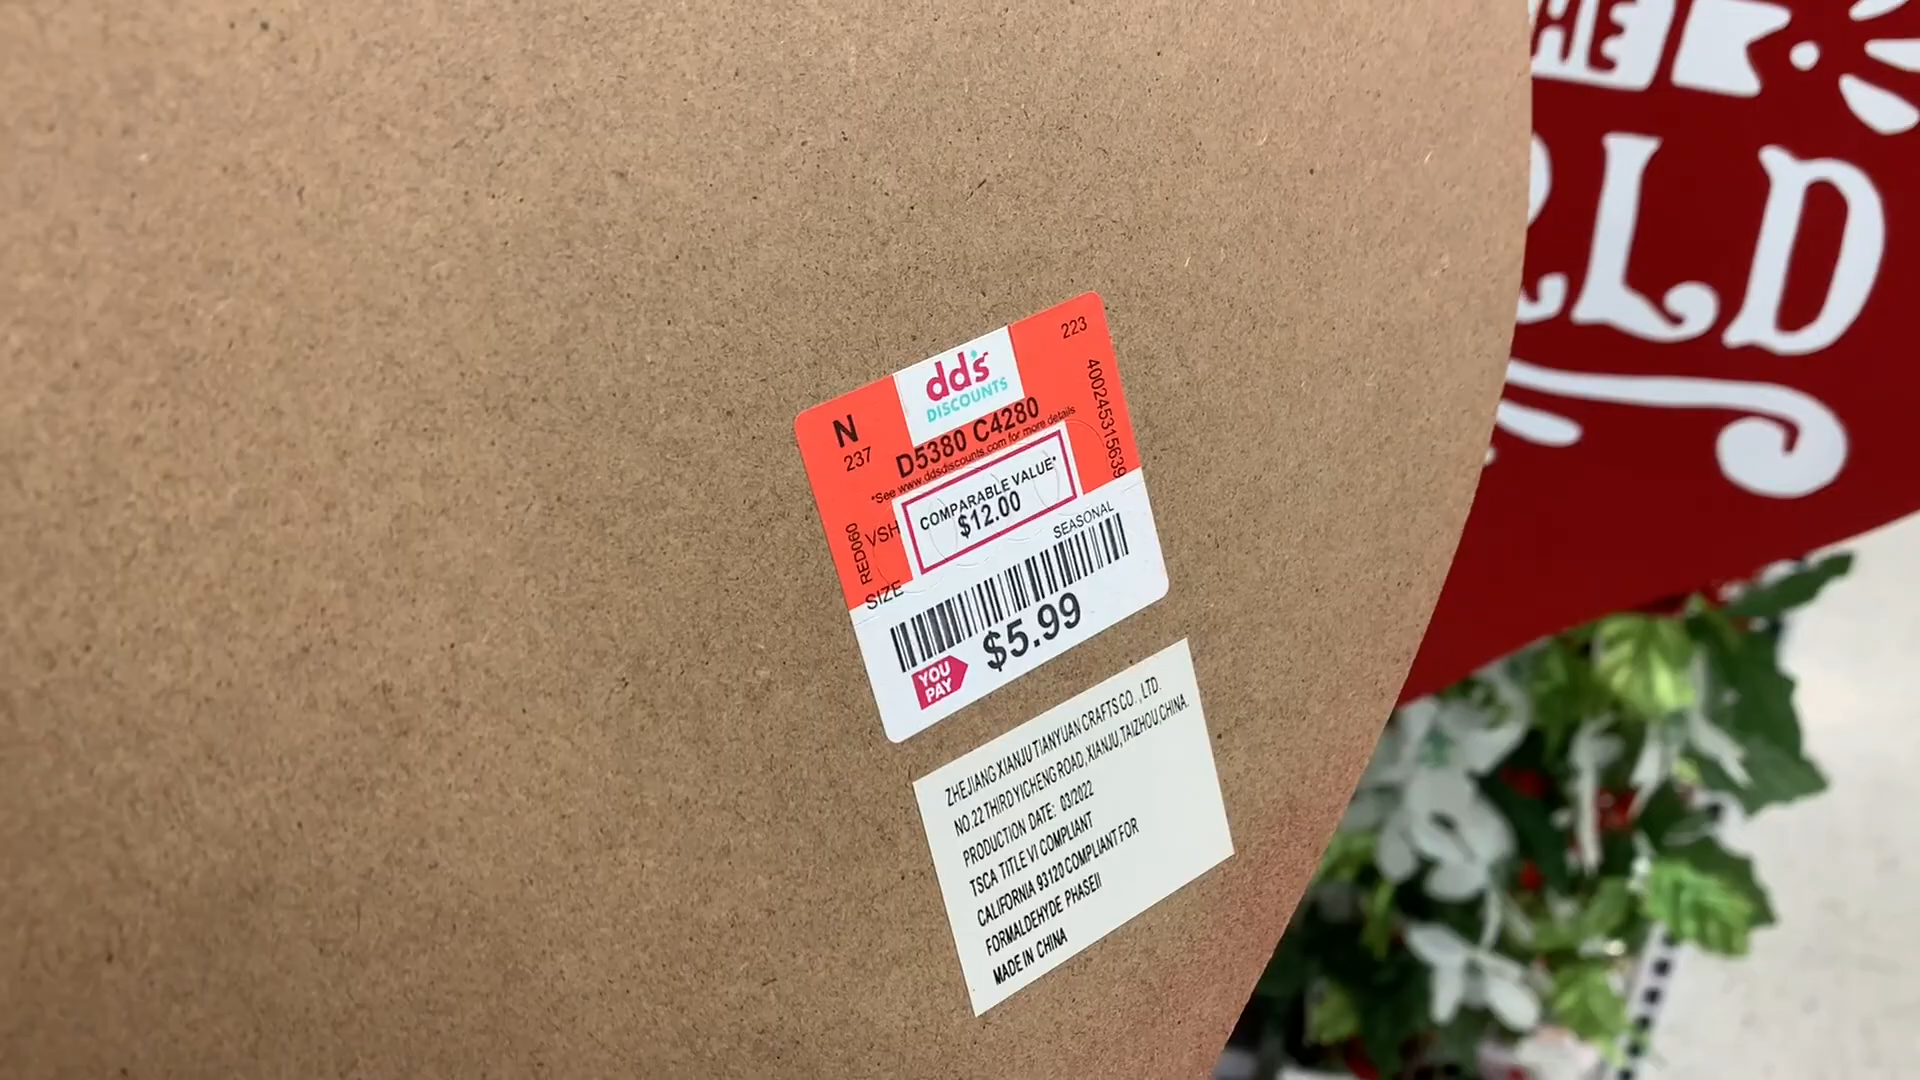 HE
LD
dd's
DISCOUNTS
223
N
237
D5380 C4280
*See www.ddsdiscounts.com for more details
400245315639
COMPARABLE VALUE*
$12.00
RED060
VSH
SEASONAL
SIZE
YOU
PAY
$5.99
ZHEJIANG XIANJU TIANYUAN CRAFTS CO., LTD.
NO.22 THIRD YICHENG ROAD, XIANJU, TAIZHOU, CHINA.
PRODUCTION DATE: 03/2022
TSCA TITLE VI COMPLIANT
CALIFORNIA 93120 COMPLIANT FOR
FORMALDEHYDE PHASEII
MADE IN CHINA